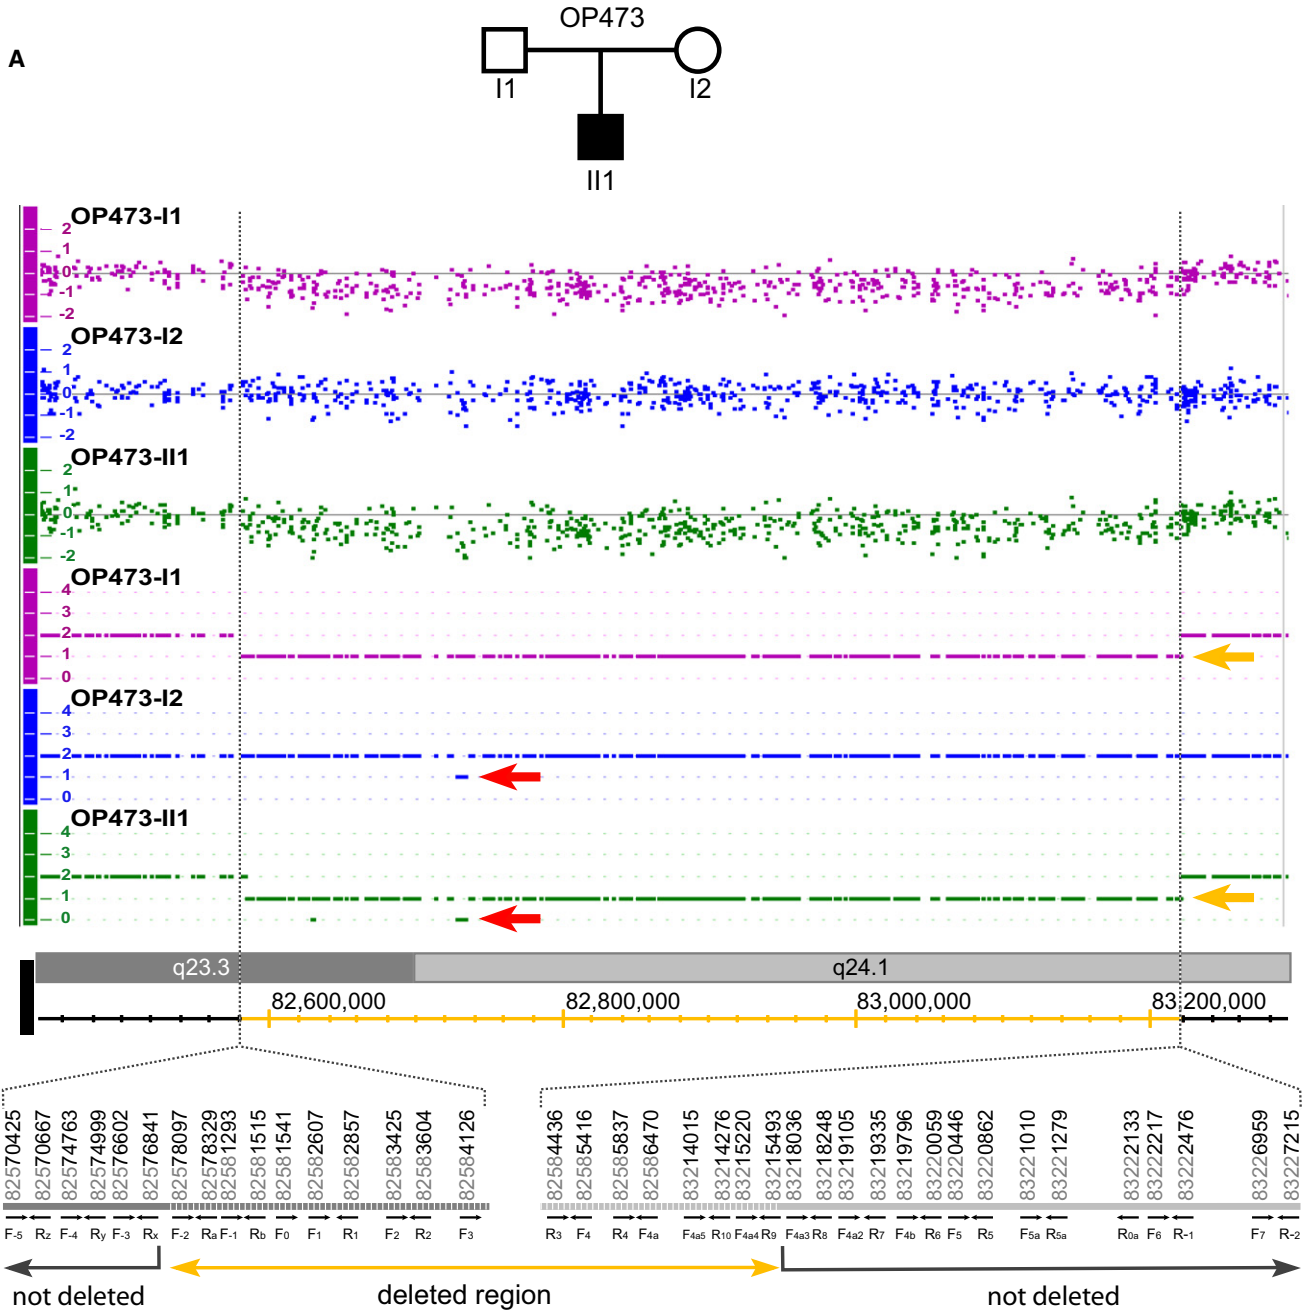 A
OP473
I1
I2
II1
OP473-I1
2
1
0
-1
-2
OP473-I2
2
1
0
-1
-2
OP473-II1
2
1
0
-1
-2
OP473-I1
4
3
2
1
0
OP473-I2
4
3
2
1
0
OP473-II1
4
3
2
1
0
q23.3 q24.1
82,600,000 82,800,000 83,000,000 83,200,000
82570425 82570667 82574763 82574999 82576602 82576841 82578097 82578329 82581293 82581515 82581541 82582607 82582857 82583425 82583604 82584126 82584436 82585416 82585837 82586470 83214015 83214276 83215220 83215493 83218036 83218248 83219105 83219335 83219796 83220059 83220446 83220862 83221010 83221279 83222133 83222217 83222476 83226959 83227215
F-5 Rz F-4 Ry F-3 Rx F-2 Ra F-1 Rb F0 F1 R1 F2 R2 F3 R3 F4 R4 F4a F4a5 R10 F4a4 R9 F4a3 R8 F4a2 R7 F4b R6 F5 R5 F5a R5a R0a F6 R-1 F7 R-2
not deleted deleted region not deleted